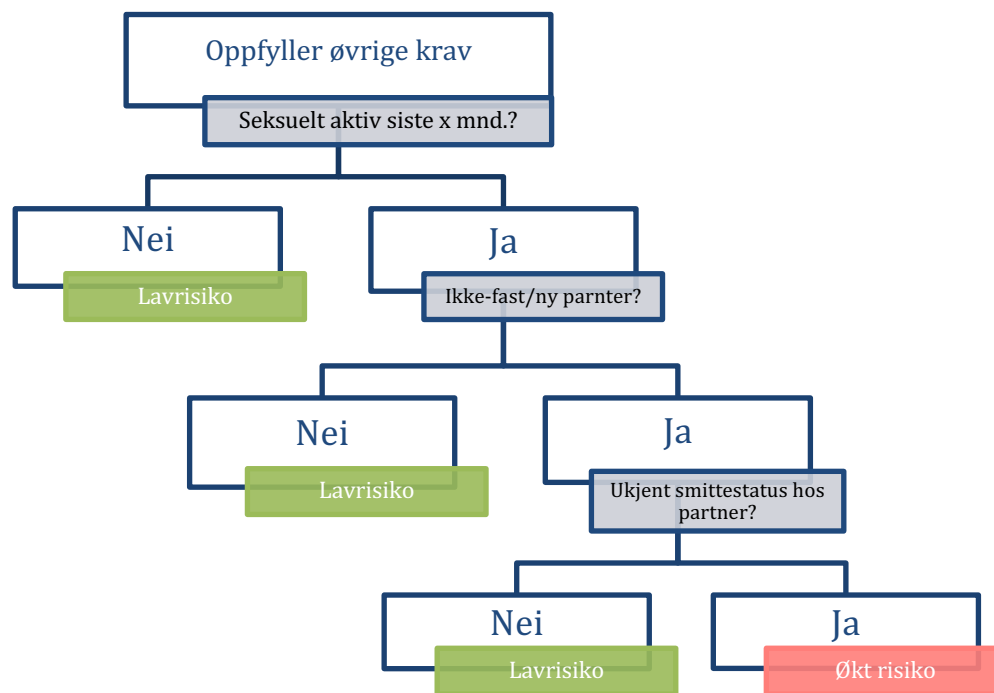 Oppfyller øvrige krav
Seksuelt aktiv siste x mnd.?
Nei
Lavrisiko
Ja
Ikke-fast/ny parnter?
Nei
Lavrisiko
Ja
Ukjent smittestatus hos
partner?
Nei
Lavrisiko
Ja
Økt risiko